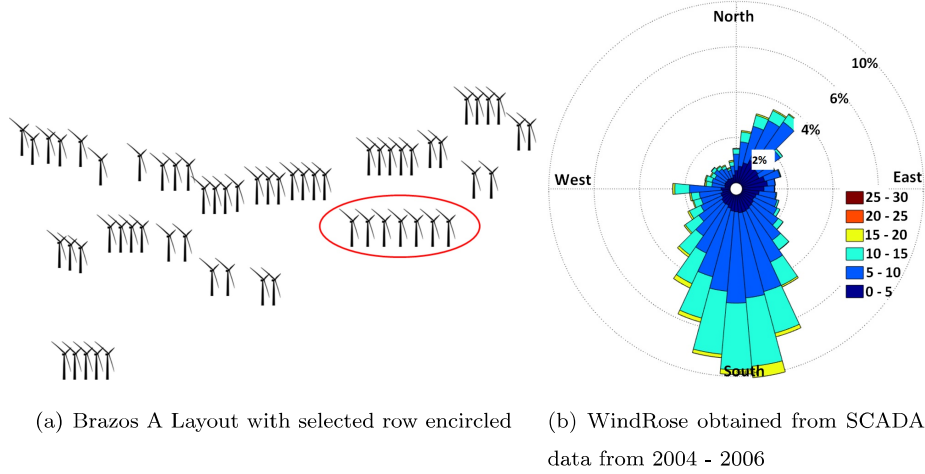 North
10%
6%
4%
2%
West
East
25 - 30
20 - 25
15 - 20
10 - 15
5 - 10
0 - 5
South
(a) Brazos A Layout with selected row encircled
(b) WindRose obtained from SCADA
data from 2004 - 2006